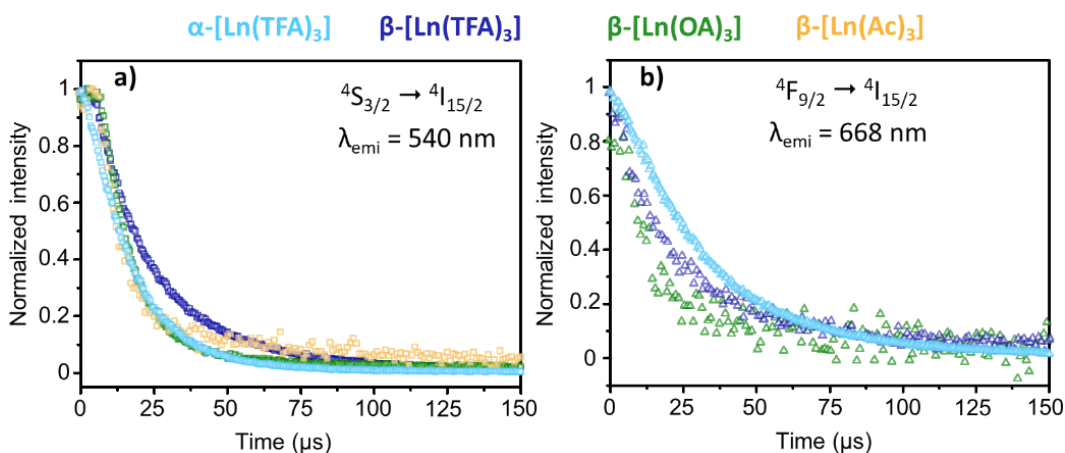 α-[Ln(TFA)₃] β-[Ln(TFA)₃] β-[Ln(OA)₃] β-[Ln(Ac)₃]
a)
⁴S₃/₂ → ⁴I₁₅/₂
λₑₘᵢ = 540 nm
Normalized intensity
1
0.8
0.6
0.4
0.2
0
0 25 50 75 100 125 150
Time (µs)
b)
⁴F₉/₂ → ⁴I₁₅/₂
λₑₘᵢ = 668 nm
Normalized intensity
1
0.8
0.6
0.4
0.2
0
0 25 50 75 100 125 150
Time (µs)